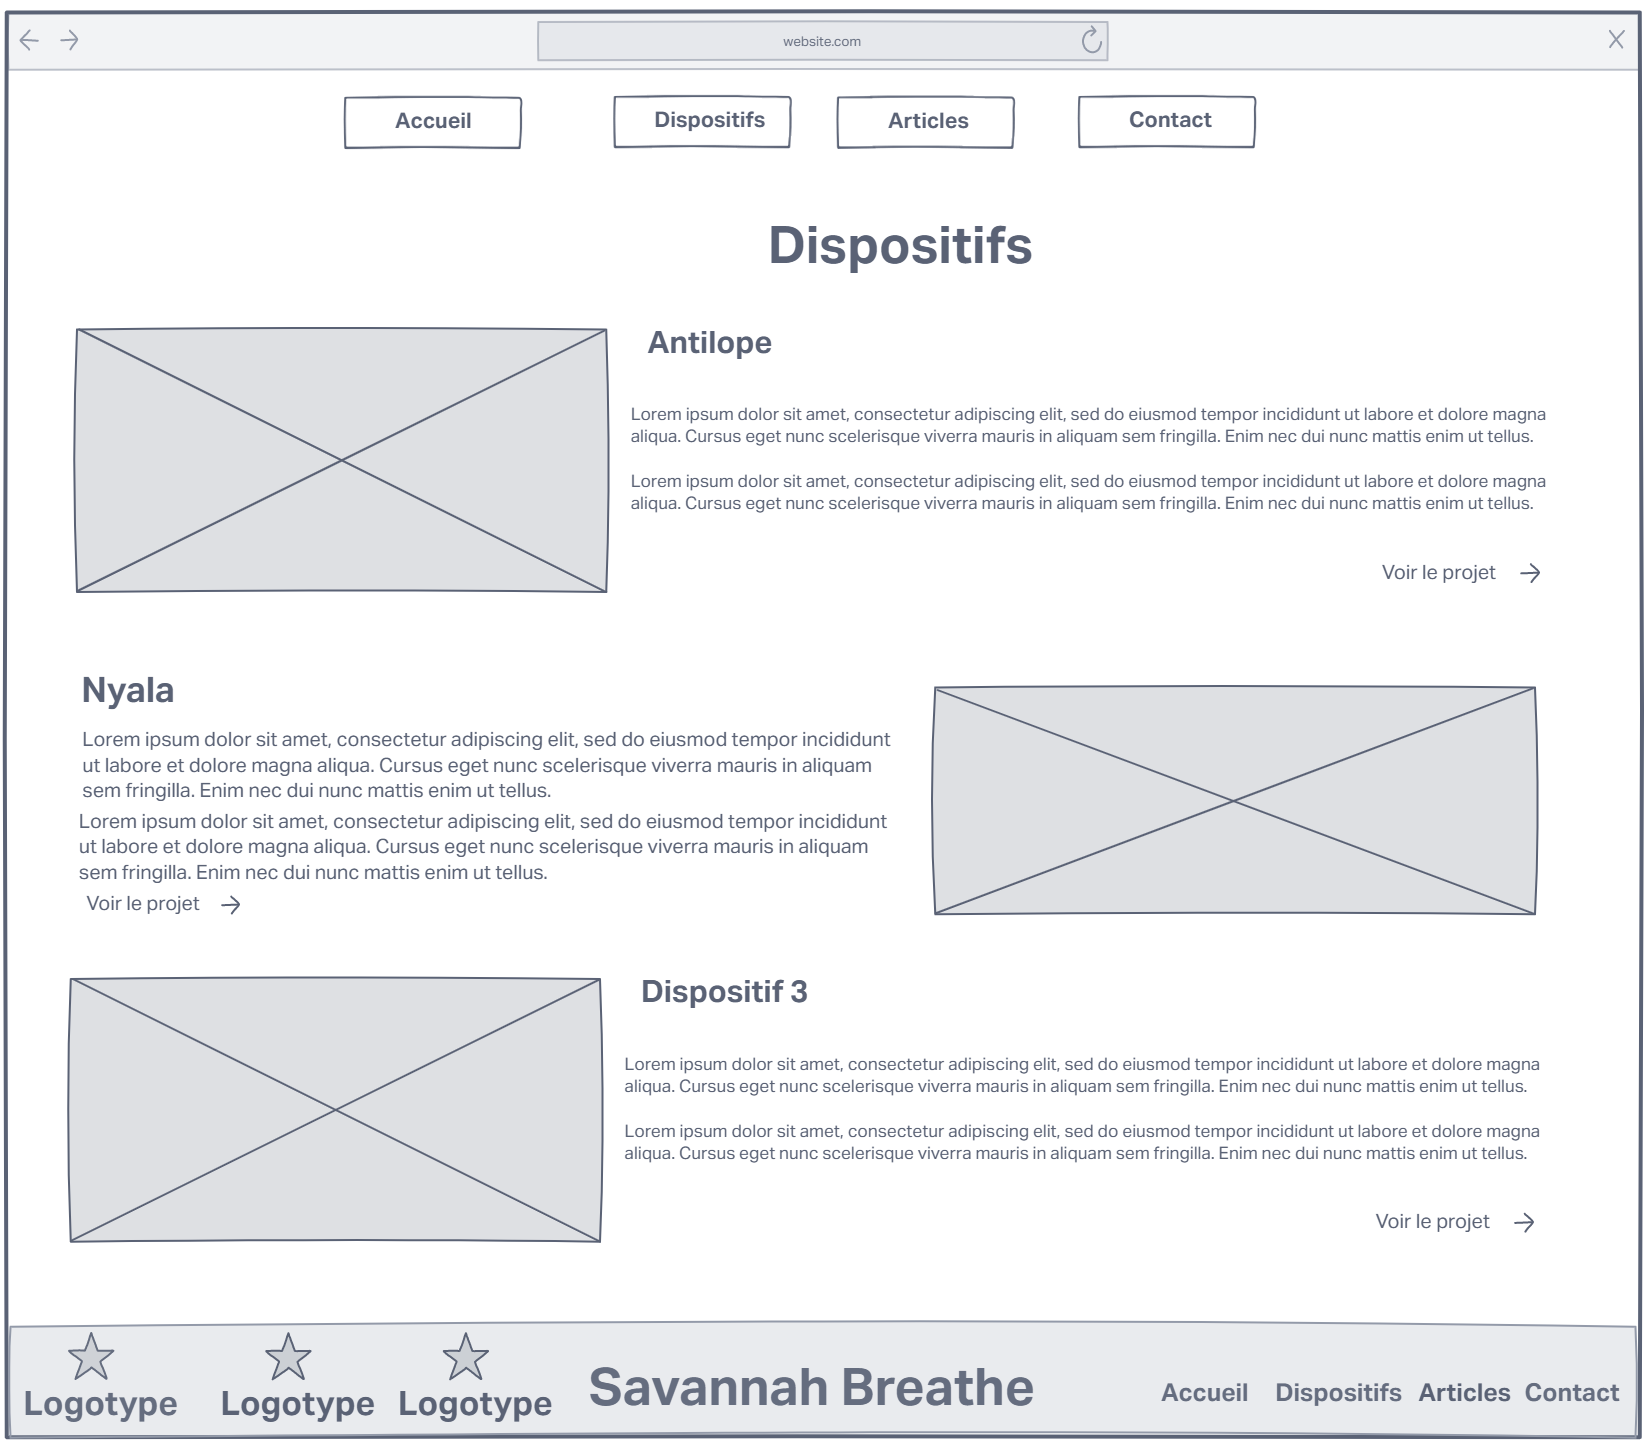 website.com
Accueil
Dispositifs
Articles
Contact
Dispositifs
Antilope
Lorem ipsum dolor sit amet, consectetur adipiscing elit, sed do eiusmod tempor incididunt ut labore et dolore magna
aliqua. Cursus eget nunc scelerisque viverra mauris in aliquam sem fringilla. Enim nec dui nunc mattis enim ut tellus.
Lorem ipsum dolor sit amet, consectetur adipiscing elit, sed do eiusmod tempor incididunt ut labore et dolore magna
aliqua. Cursus eget nunc scelerisque viverra mauris in aliquam sem fringilla. Enim nec dui nunc mattis enim ut tellus.
Voir le projet
Nyala
Lorem ipsum dolor sit amet, consectetur adipiscing elit, sed do eiusmod tempor incididunt
ut labore et dolore magna aliqua. Cursus eget nunc scelerisque viverra mauris in aliquam
sem fringilla. Enim nec dui nunc mattis enim ut tellus.
Lorem ipsum dolor sit amet, consectetur adipiscing elit, sed do eiusmod tempor incididunt
ut labore et dolore magna aliqua. Cursus eget nunc scelerisque viverra mauris in aliquam
sem fringilla. Enim nec dui nunc mattis enim ut tellus.
Voir le projet
Dispositif 3
Lorem ipsum dolor sit amet, consectetur adipiscing elit, sed do eiusmod tempor incididunt ut labore et dolore magna
aliqua. Cursus eget nunc scelerisque viverra mauris in aliquam sem fringilla. Enim nec dui nunc mattis enim ut tellus.
Lorem ipsum dolor sit amet, consectetur adipiscing elit, sed do eiusmod tempor incididunt ut labore et dolore magna
aliqua. Cursus eget nunc scelerisque viverra mauris in aliquam sem fringilla. Enim nec dui nunc mattis enim ut tellus.
Voir le projet
Logotype
Logotype
Logotype
Savannah Breathe
Accueil
Dispositifs
Articles
Contact